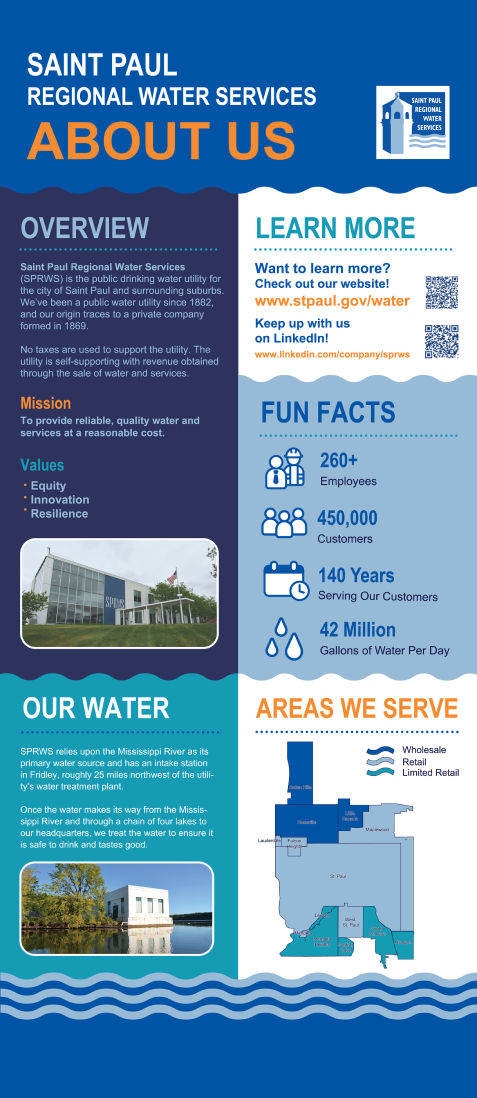 SAINT PAUL
REGIONAL WATER SERVICES
ABOUT US
SAINT PAUL
REGIONAL
WATER
SERVICES
OVERVIEW
Saint Paul Regional Water Services
(SPRWS) is the public drinking water utility for
the city of Saint Paul and surrounding suburbs.
We've been a public water utility since 1882,
and our origin traces to a private company
formed in 1869.
No taxes are used to support the utility. The
utility is self-supporting with revenue obtained
through the sale of water and services.
Mission
To provide reliable, quality water and
services at a reasonable cost.
Values
• Equity
• Innovation
• Resilience
SPRWS
LEARN MORE
Want to learn more?
Check out our website!
www.stpaul.gov/water
Keep up with us
on LinkedIn!
www.linkedin.com/company/sprws
FUN FACTS
260+
Employees
450,000
Customers
140 Years
Serving Our Customers
42 Million
Gallons of Water Per Day
OUR WATER
SPRWS relies upon the Mississippi River as its
primary water source and has an intake station
in Fridley, roughly 25 miles northwest of the utili-
ty's water treatment plant.
Once the water makes its way from the Missis-
sippi River and through a chain of four lakes to
our headquarters, we treat the water to ensure it
is safe to drink and tastes good.
AREAS WE SERVE
Wholesale
Retail
Limited Retail
Arden Hills
Roseville
Little
Canada
Maplewood
Lauderdale
Falcon
Heights
St. Paul
West
St. Paul